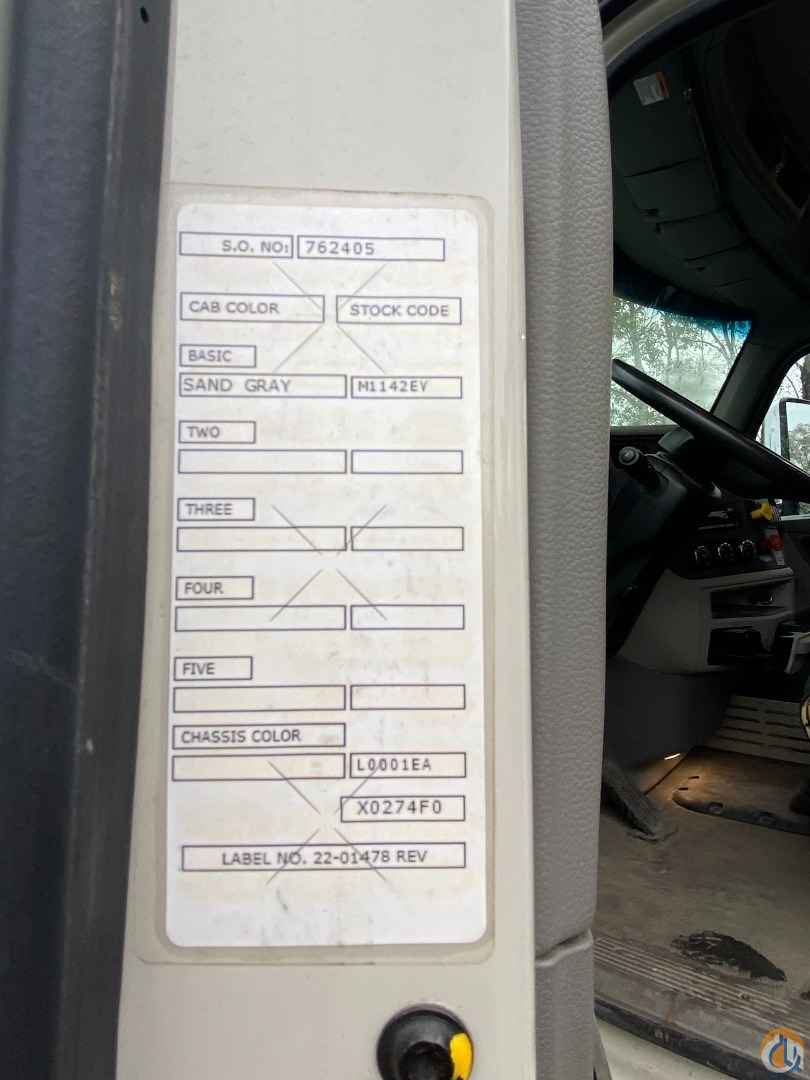 S.O. NO: 762405
CAB COLOR STOCK CODE
BASIC
SAND GRAY M1142EY
TWO
THREE
FOUR
FIVE
CHASSIS COLOR
L0001EA
X0274F0
LABEL NO. 22-01478 REV